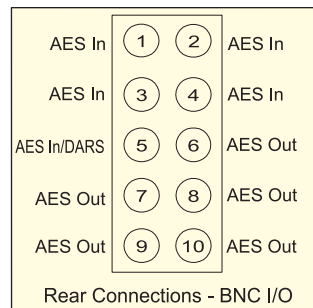 AES In 1 2 AES In
AES In 3 4 AES In
AES In/DARS 5 6 AES Out
AES Out 7 8 AES Out
AES Out 9 10 AES Out
Rear Connections - BNC I/O